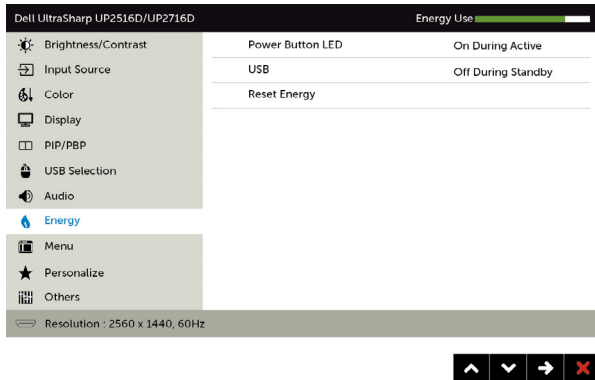 Dell UltraSharp UP2516D/UP2716D Energy Use
Brightness/Contrast Power Button LED On During Active
Input Source USB Off During Standby
Color Reset Energy
Display
PIP/PBP
USB Selection
Audio
Energy
Menu
Personalize
Others
Resolution : 2560 x 1440, 60Hz